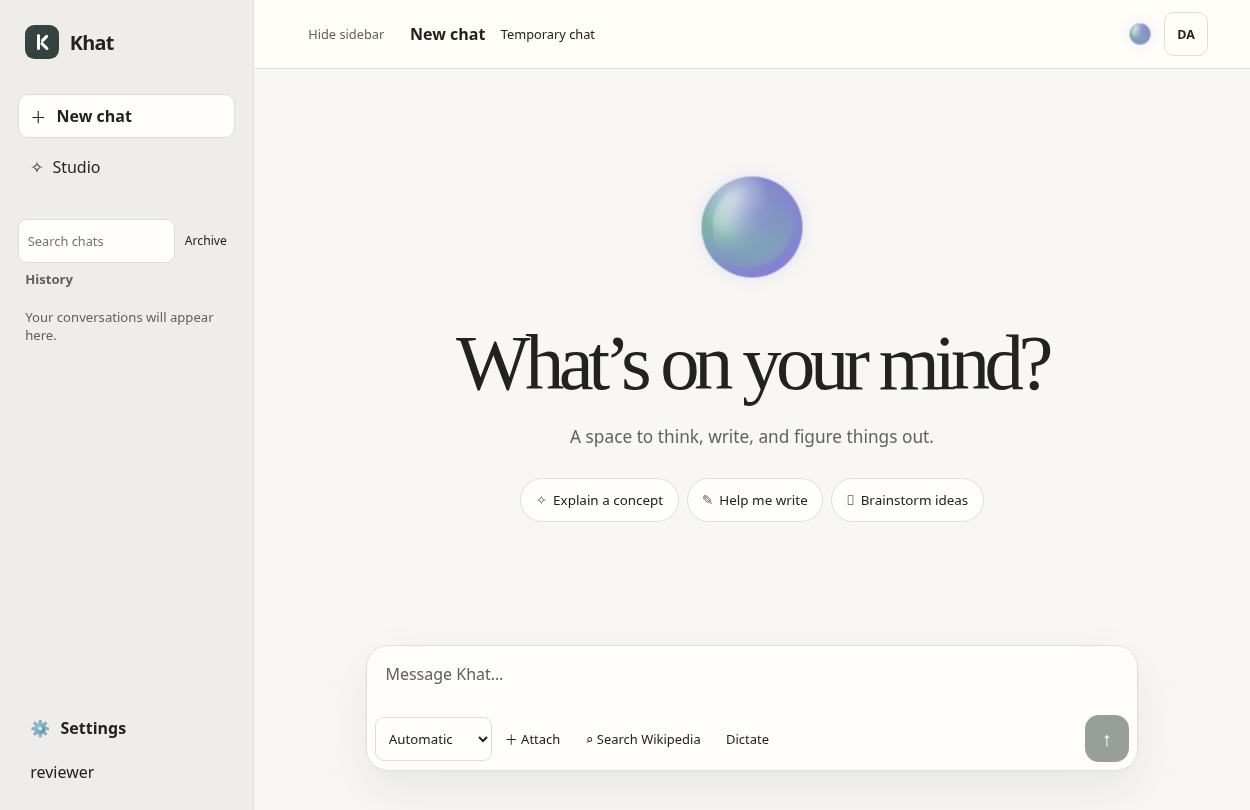 Khat
+ New chat
✧ Studio
Search chats
Archive
History
Your conversations will appear
here.
Settings
reviewer
Hide sidebar
New chat
Temporary chat
DA
What’s on your mind?
A space to think, write, and figure things out.
✧ Explain a concept
✎ Help me write
Brainstorm ideas
Message Khat...
Automatic
+ Attach
⌕ Search Wikipedia
Dictate
↑